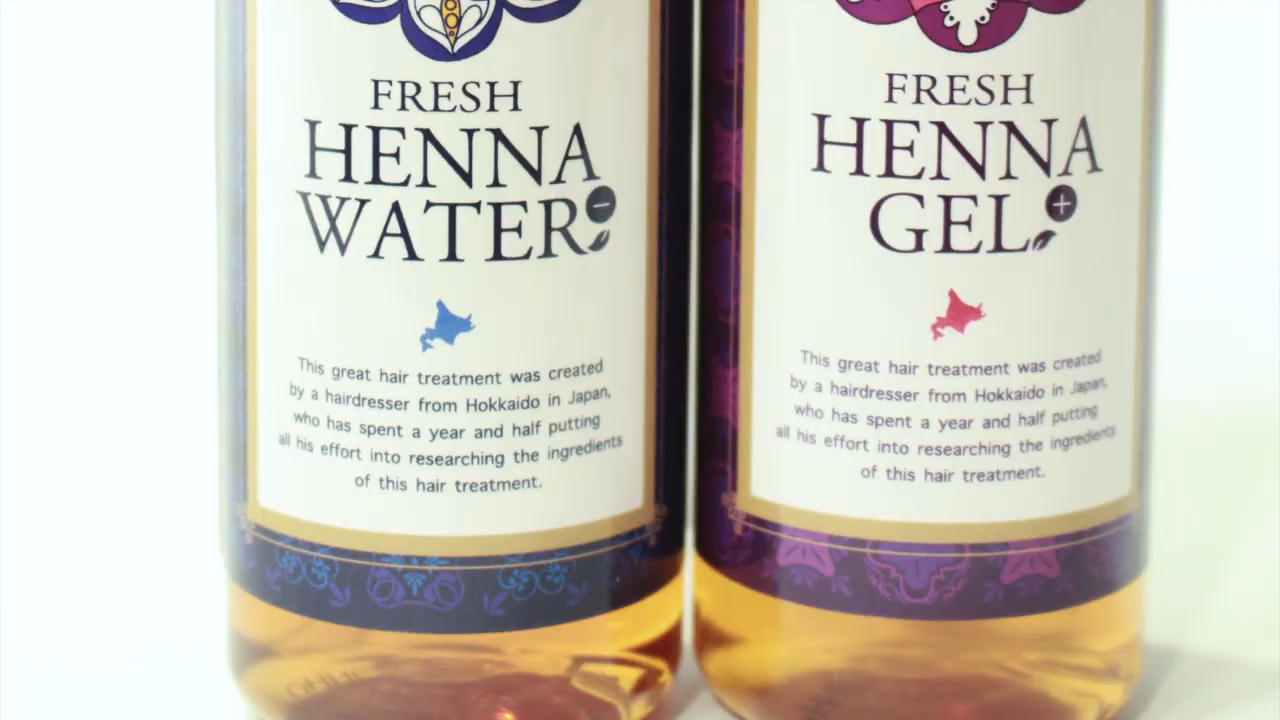 FRESH
HENNA
WATER
This great hair treatment was created
by a hairdresser from Hokkaido in Japan,
who has spent a year and half putting
all his effort into researching the ingredients
of this hair treatment.
FRESH
HENNA
GEL
This great hair treatment was created
by a hairdresser from Hokkaido in Japan,
who has spent a year and half putting
all his effort into researching the ingredients
of this hair treatment.